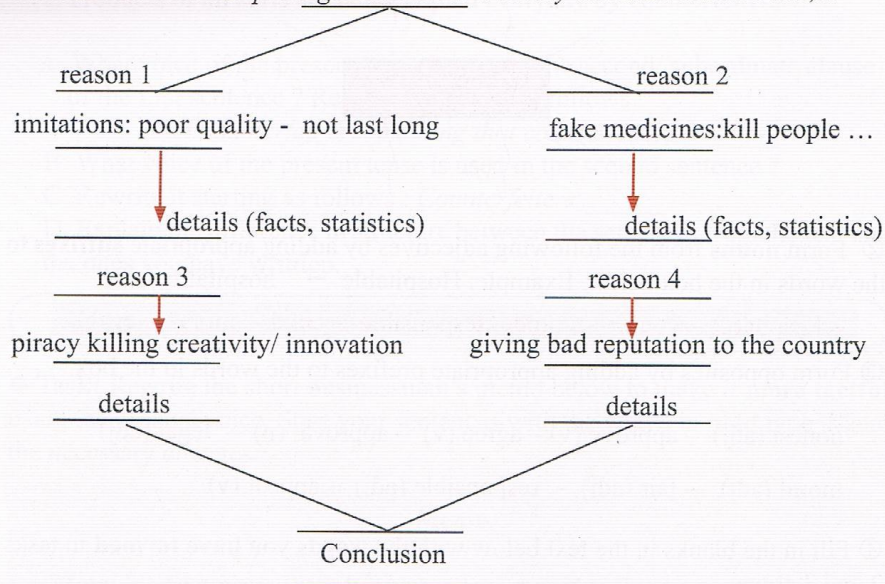 reason 1
reason 2
imitations: poor quality - not last long
fake medicines:kill people ...
details (facts, statistics)
details (facts, statistics)
reason 3
reason 4
piracy killing creativity/ innovation
giving bad reputation to the country
details
details
Conclusion